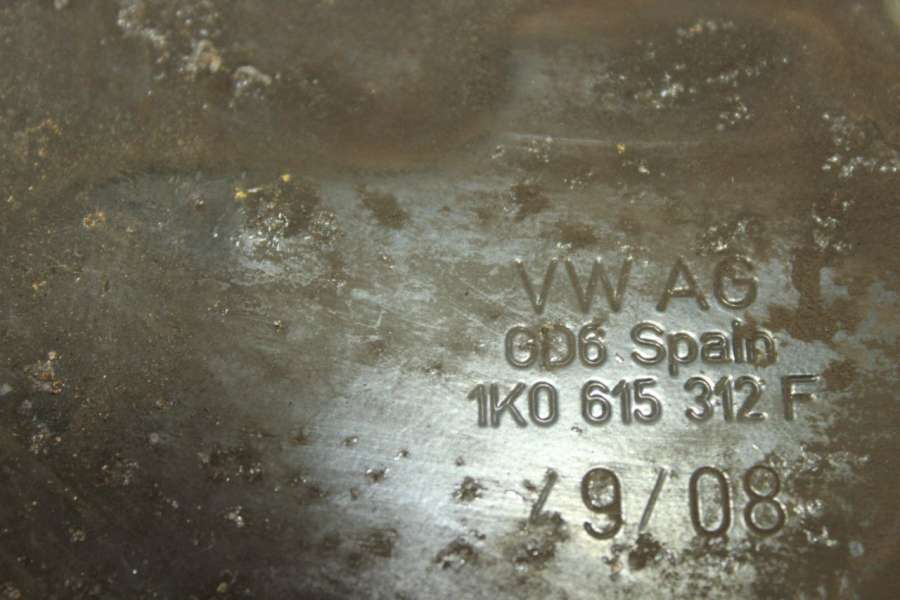 VW AG
GD6 Spain
1K0 615 312 F
/ 9 / 08